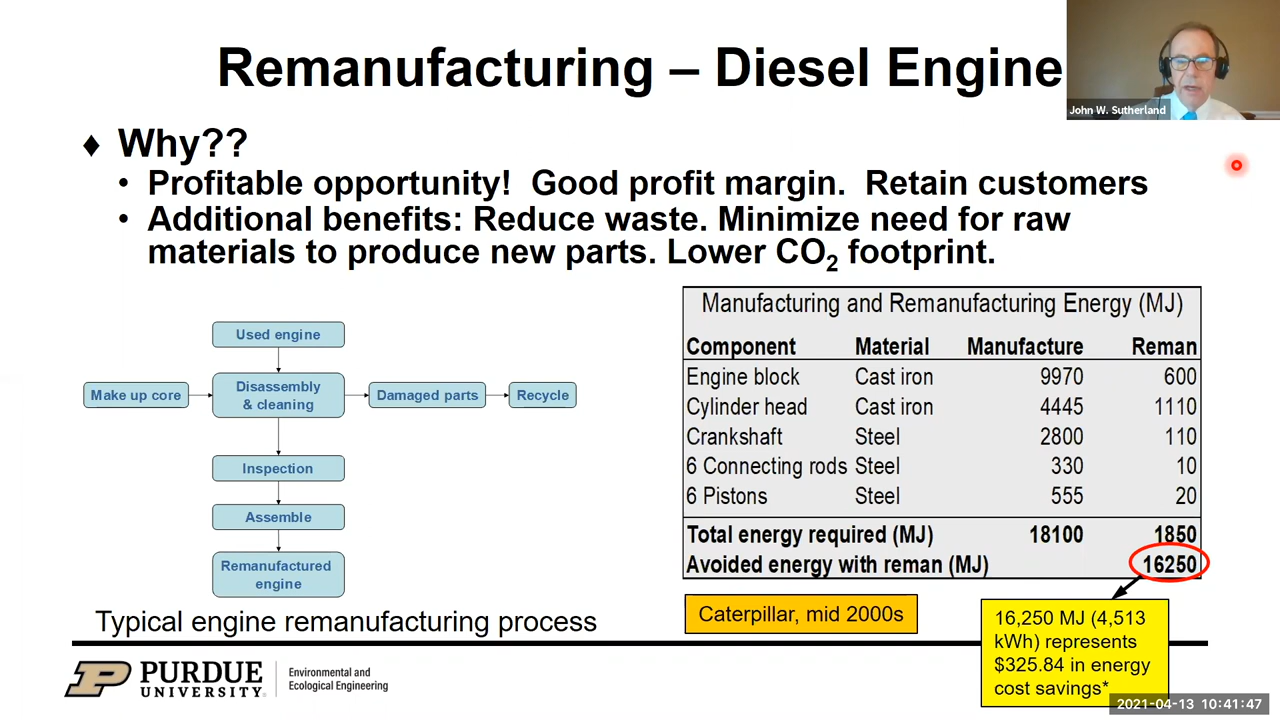 Remanufacturing – Diesel Engine
John W. Sutherland
♦ Why??
• Profitable opportunity! Good profit margin. Retain customers
• Additional benefits: Reduce waste. Minimize need for raw
materials to produce new parts. Lower CO₂ footprint.
Used engine
Make up core
Disassembly
& cleaning
Damaged parts
Recycle
Inspection
Assemble
Remanufactured
engine
Typical engine remanufacturing process
Manufacturing and Remanufacturing Energy (MJ)
Component Material Manufacture Reman
Engine block Cast iron 9970 600
Cylinder head Cast iron 4445 1110
Crankshaft Steel 2800 110
6 Connecting rods Steel 330 10
6 Pistons Steel 555 20
Total energy required (MJ) 18100 1850
Avoided energy with reman (MJ) 16250
Caterpillar, mid 2000s
16,250 MJ (4,513
kWh) represents
$325.84 in energy
cost savings*
P PURDUE
UNIVERSITY
Environmental and
Ecological Engineering
2021-04-13 10:41:47